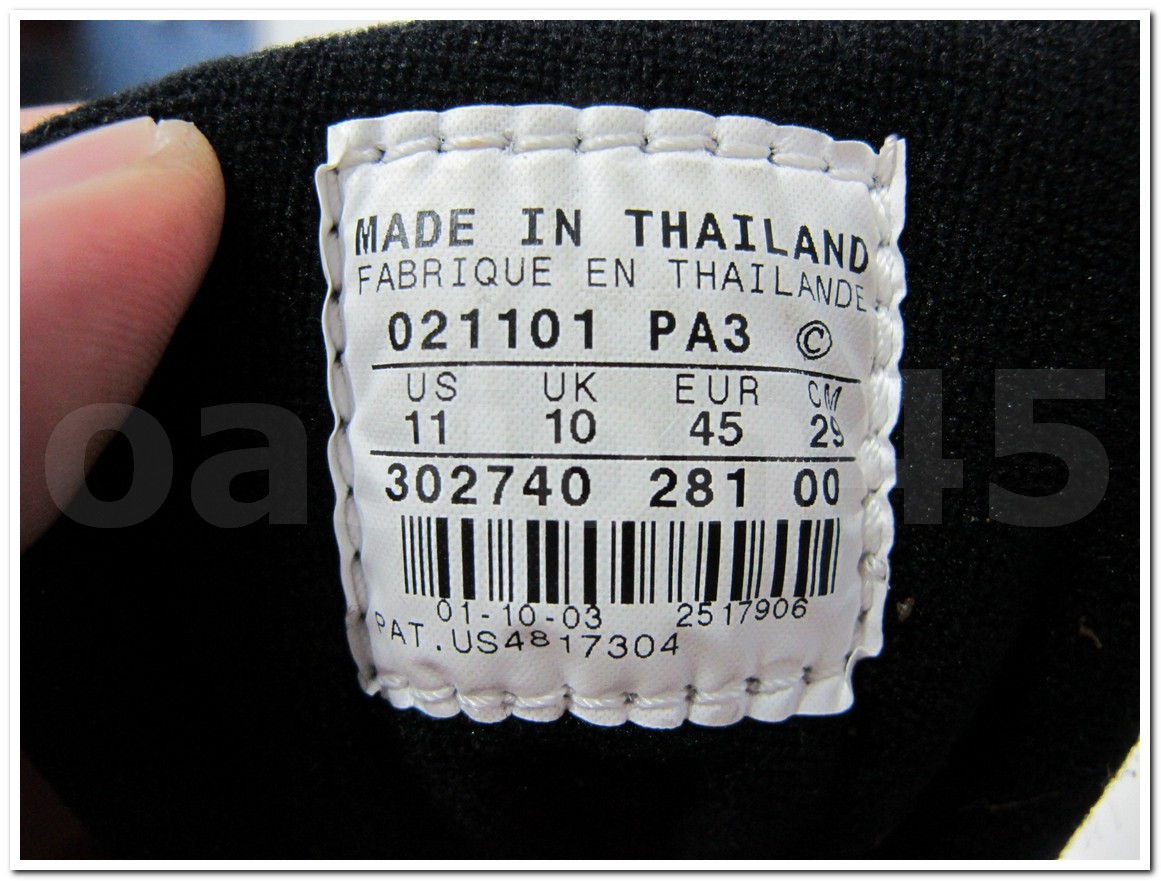 MADE IN THAILAND
FABRIQUE EN THAILANDE
021101 PA3 ©
US UK EUR CM
11 10 45 29
302740 281 00
01-10-03 2517906
PAT.US4817304